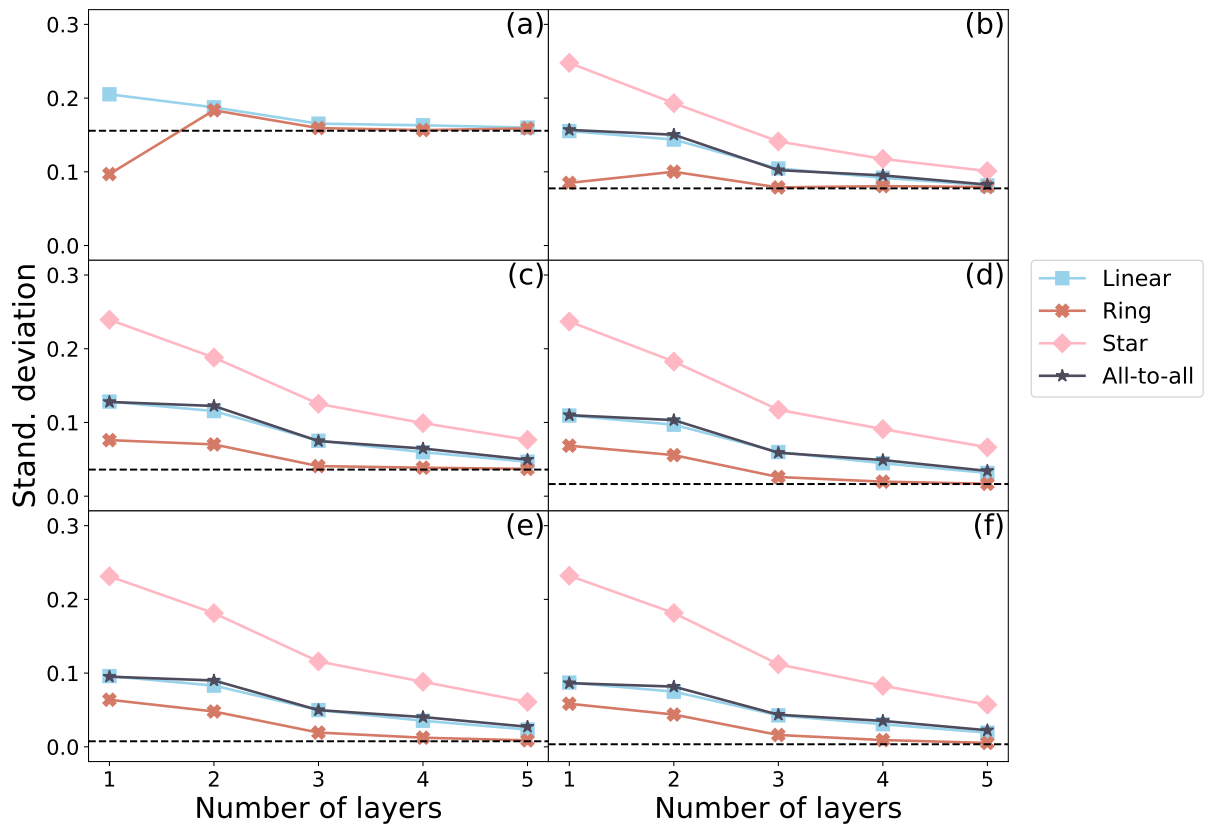 0.3
0.2
0.1
0.0
(a)
(b)
0.3
0.2
0.1
0.0
(c)
(d)
0.3
0.2
0.1
0.0
(e)
(f)
1 2 3 4 5
1 2 3 4 5
Number of layers
Number of layers
Stand. deviation
Linear
Ring
Star
All-to-all